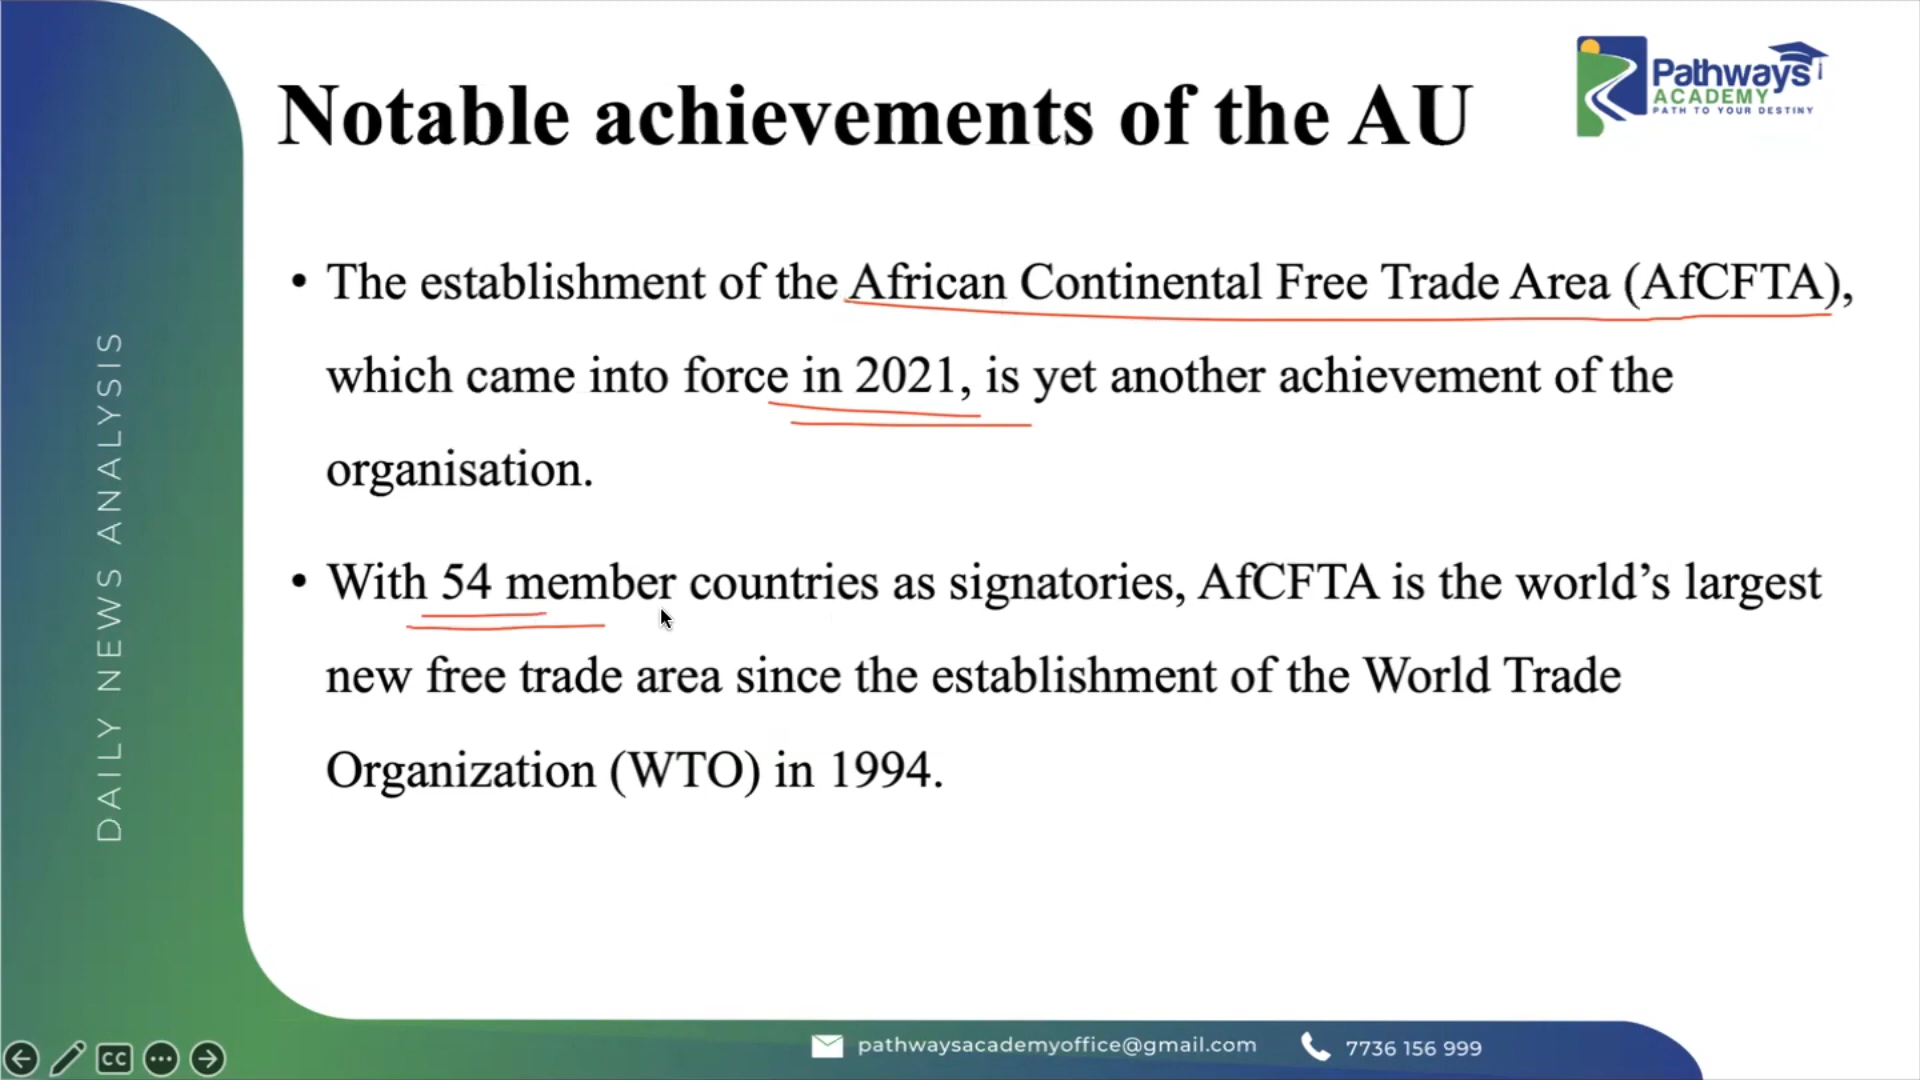 Notable achievements of the AU
Pathways
ACADEMY
PATH TO YOUR DESTINY
• The establishment of the African Continental Free Trade Area (AfCFTA),
which came into force in 2021, is yet another achievement of the
organisation.
• With 54 member countries as signatories, AfCFTA is the world’s largest
new free trade area since the establishment of the World Trade
Organization (WTO) in 1994.
DAILY NEWS ANALYSIS
CC
pathwaysacademyoffice@gmail.com
7736 156 999